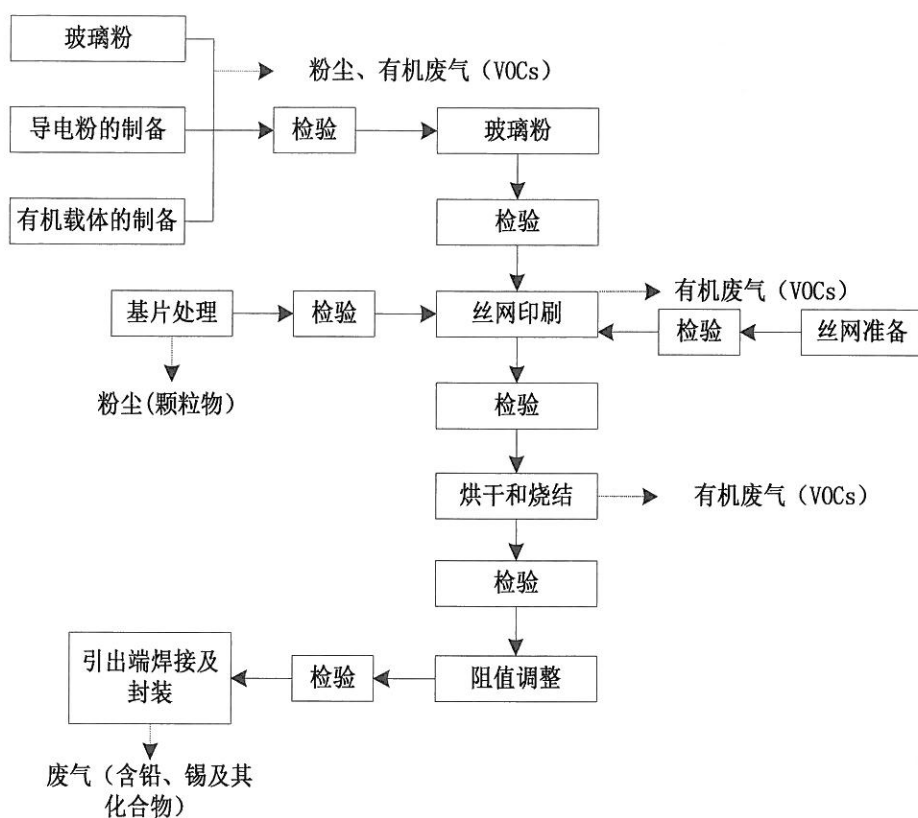 玻璃粉
粉尘、有机废气（VOCs）
导电粉的制备
检验
玻璃粉
有机载体的制备
检验
有机废气（VOCs）
基片处理
检验
丝网印刷
检验
丝网准备
粉尘(颗粒物）
检验
烘干和烧结
有机废气（VOCs）
检验
引出端焊接及
封装
检验
阻值调整
废气（含铅、锡及其
化合物）